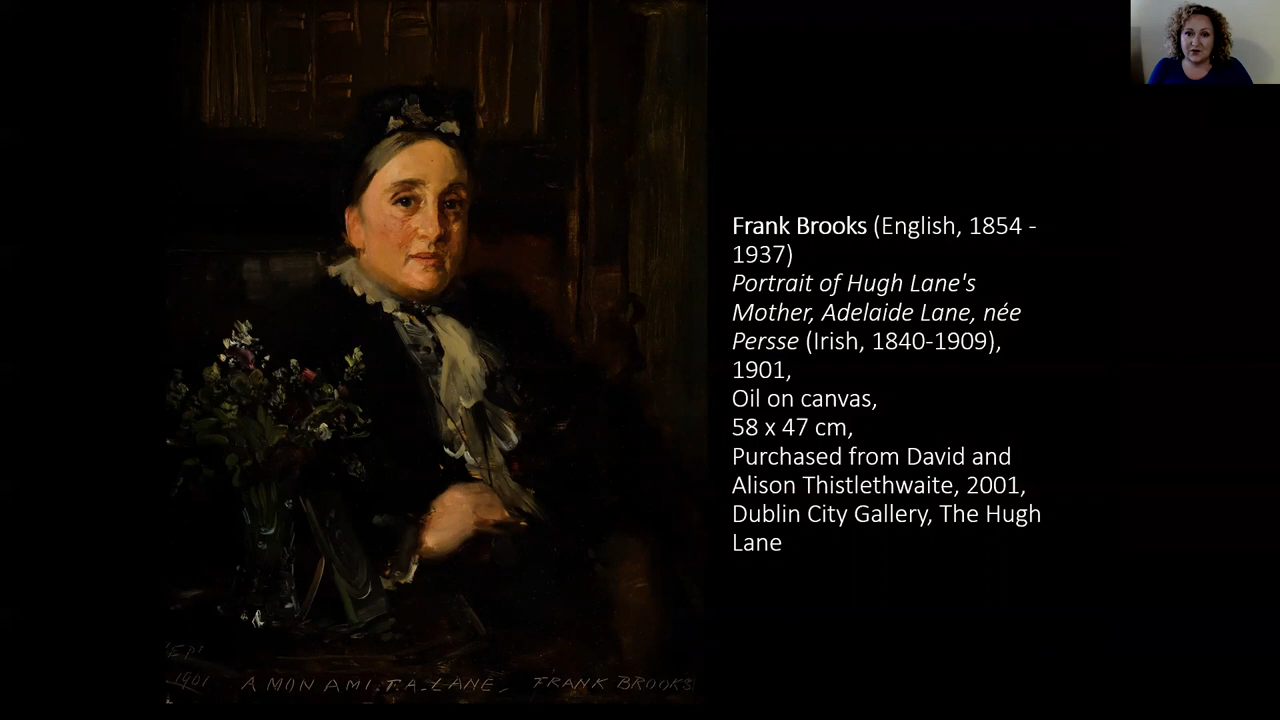 Frank Brooks (English, 1854 -
1937)
Portrait of Hugh Lane's
Mother, Adelaide Lane, née
Persse (Irish, 1840-1909),
1901,
Oil on canvas,
58 x 47 cm,
Purchased from David and
Alison Thistlethwaite, 2001,
Dublin City Gallery, The Hugh
Lane
1901 A MON AMI. T. A. LANE, FRANK BROOKS